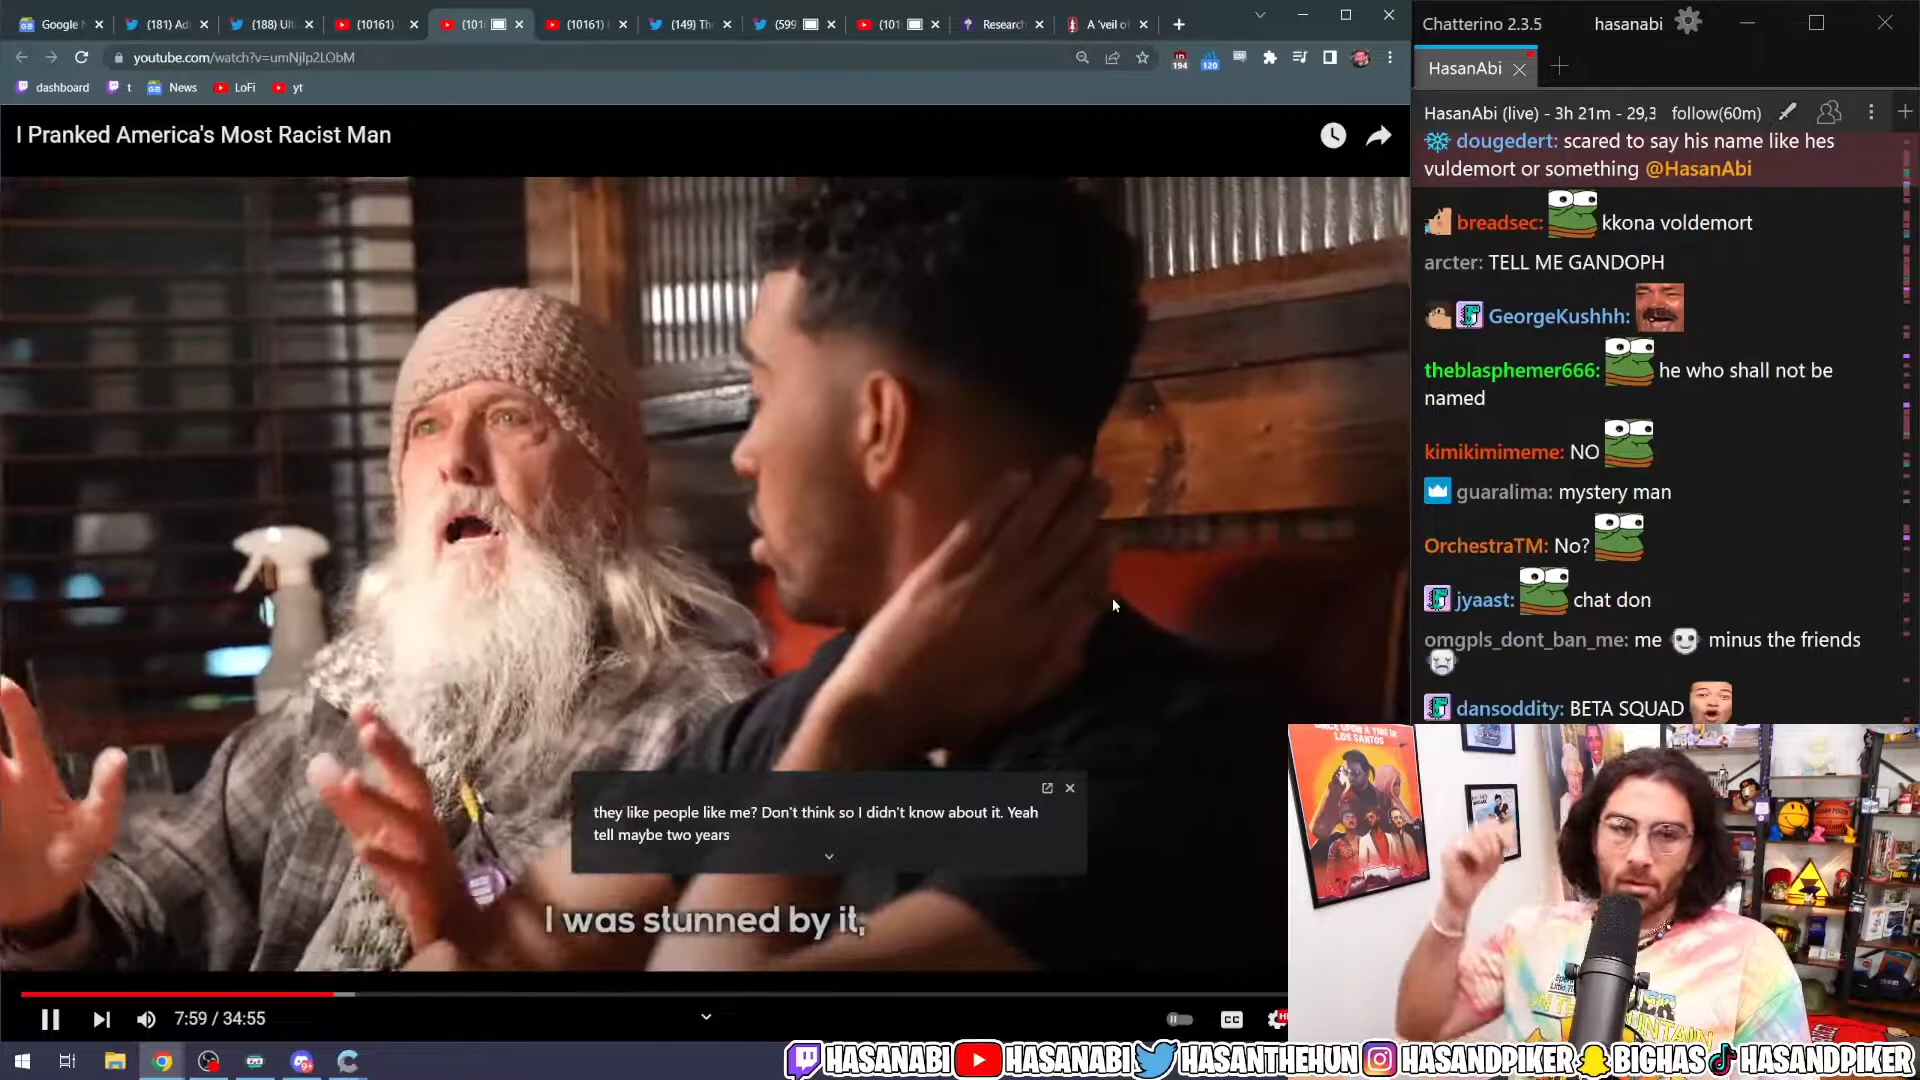 Google N
(181) Ad
(188) Ult
(10161)
(101
(10161)
(149) Th
(599
(101
Research
A 'veil of
youtube.com/watch?v=umNjlp2LObM
194
120
dashboard
t
News
LoFi
yt
I Pranked America's Most Racist Man
they like people like me? Don't think so I didn't know about it. Yeah
tell maybe two years
I was stunned by it,
7:59 / 34:55
CC
Chatterino 2.3.5
hasanabi
HasanAbi
HasanAbi (live) - 3h 21m - 29,3
follow(60m)
dougedert: scared to say his name like hes
vuldemort or something @HasanAbi
breadsec: kkona voldemort
arcter: TELL ME GANDOPH
GeorgeKushhh:
theblasphemer666: he who shall not be
named
kimikimimeme: NO
guaralima: mystery man
OrchestraTM: No?
jyaast: chat don
omgpls_dont_ban_me: me minus the friends
dansoddity: BETA SQUAD
LOS SANTOS
HASANABI HASANABI HASANTHEHUN HASANDPIKER BIGHAS HASANDPIKER